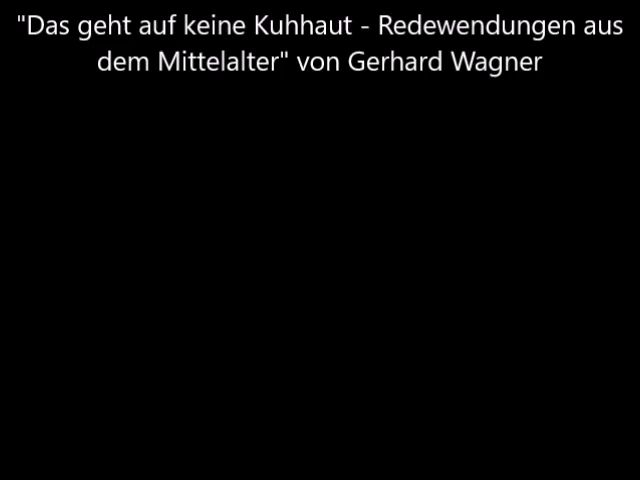 "Das geht auf keine Kuhhaut - Redewendungen aus
dem Mittelalter" von Gerhard Wagner